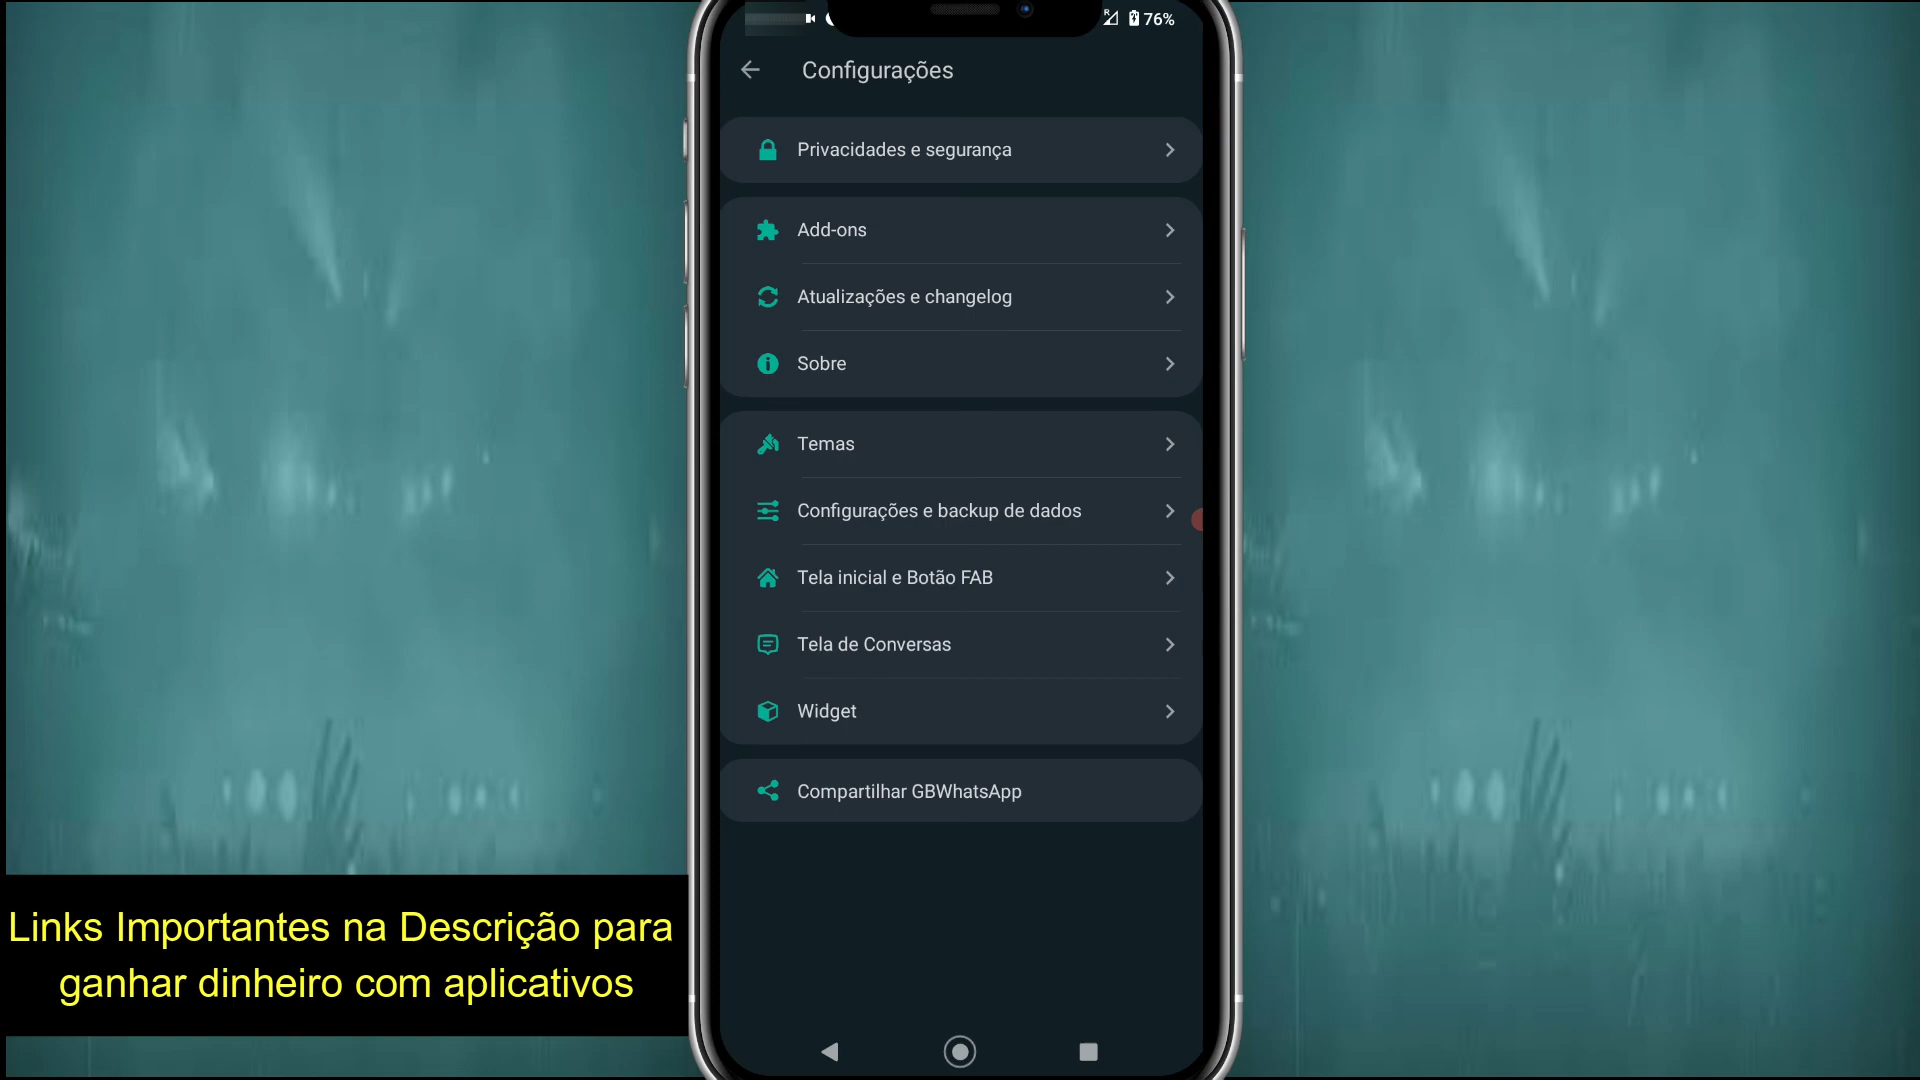 R
76%
Configurações
Privacidades e segurança
Add-ons
Atualizações e changelog
Sobre
Temas
Configurações e backup de dados
Tela inicial e Botão FAB
Tela de Conversas
Widget
Compartilhar GBWhatsApp
Links Importantes na Descrição para
ganhar dinheiro com aplicativos